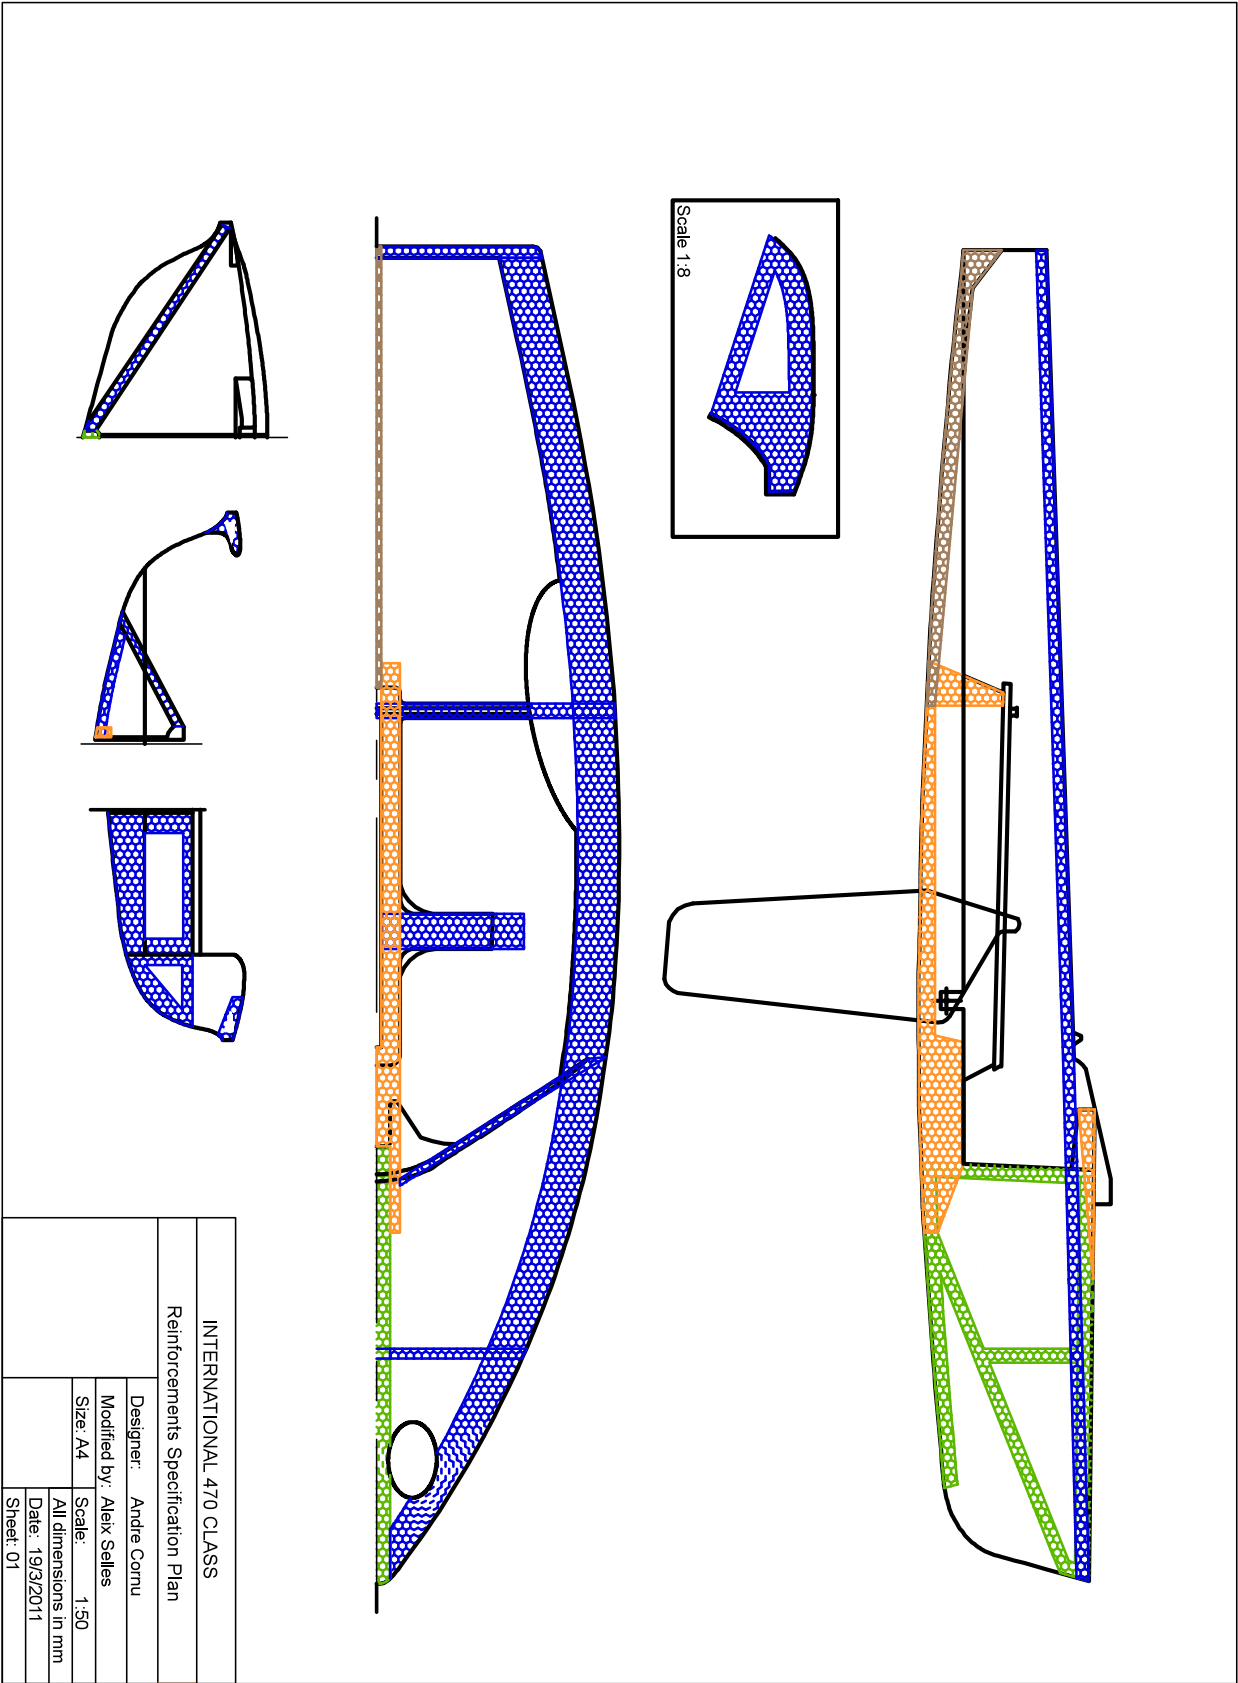 Scale 1:8
INTERNATIONAL 470 CLASS
Reinforcements Specification Plan
Designer: Andre Cornu
Modified by: Aleix Selles
Size: A4 Scale: 1:50
All dimensions in mm
Date: 19/3/2011
Sheet: 01